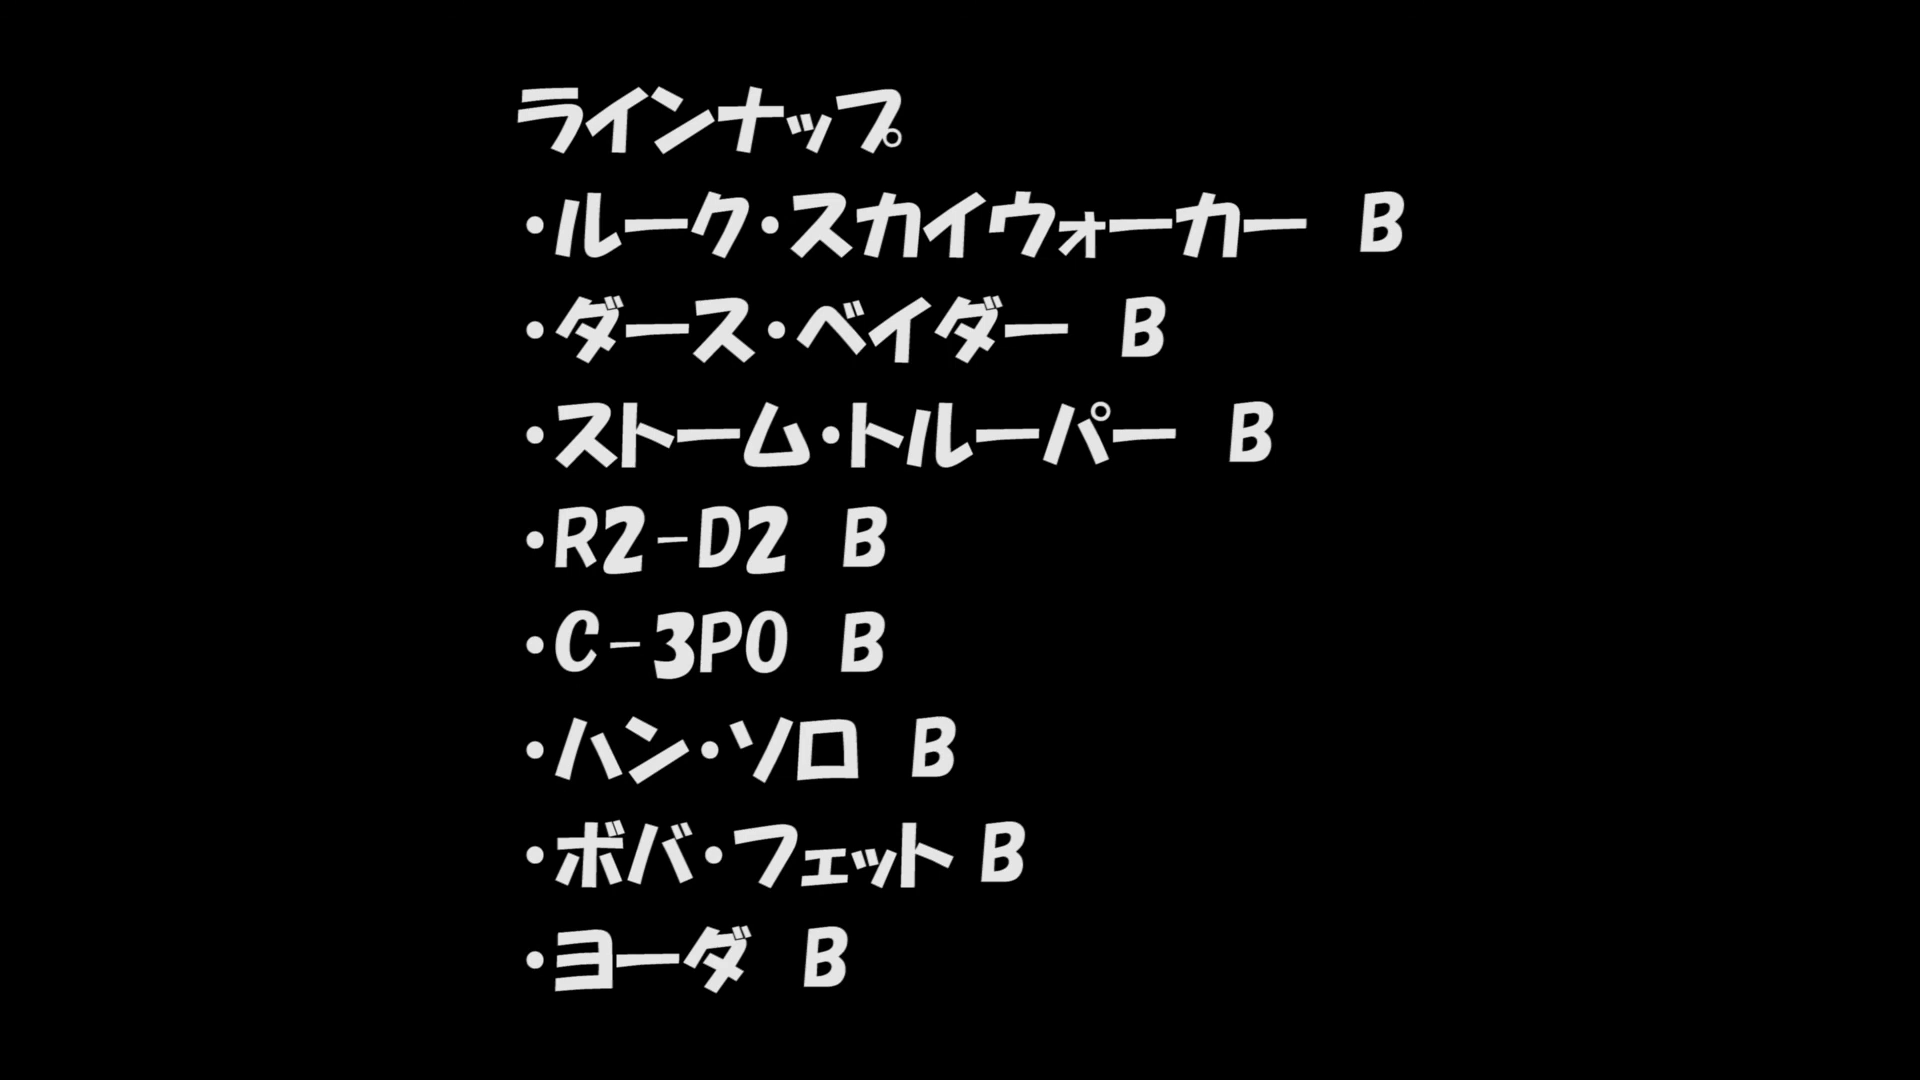 ラインナップ
・ルーク・スカイウォーカー　B
・ダース・ベイダー　B
・ストーム・トルーパー　B
・R2-D2　B
・C-3PO　B
・ハン・ソロ　B
・ボバ・フェット B
・ヨーダ　B